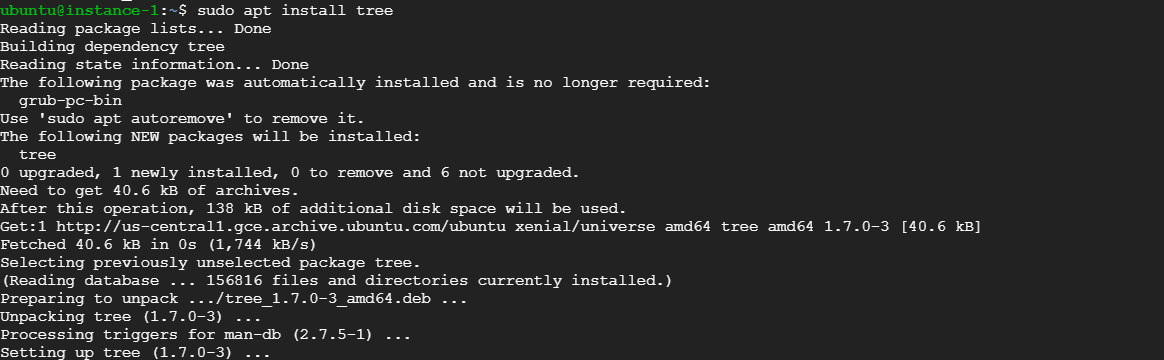 ubuntu@instance-1:~$ sudo apt install tree
Reading package lists... Done
Building dependency tree
Reading state information... Done
The following package was automatically installed and is no longer required:
  grub-pc-bin
Use 'sudo apt autoremove' to remove it.
The following NEW packages will be installed:
  tree
0 upgraded, 1 newly installed, 0 to remove and 6 not upgraded.
Need to get 40.6 kB of archives.
After this operation, 138 kB of additional disk space will be used.
Get:1 http://us-central1.gce.archive.ubuntu.com/ubuntu xenial/universe amd64 tree amd64 1.7.0-3 [40.6 kB]
Fetched 40.6 kB in 0s (1,744 kB/s)
Selecting previously unselected package tree.
(Reading database ... 156816 files and directories currently installed.)
Preparing to unpack .../tree_1.7.0-3_amd64.deb ...
Unpacking tree (1.7.0-3) ...
Processing triggers for man-db (2.7.5-1) ...
Setting up tree (1.7.0-3) ...